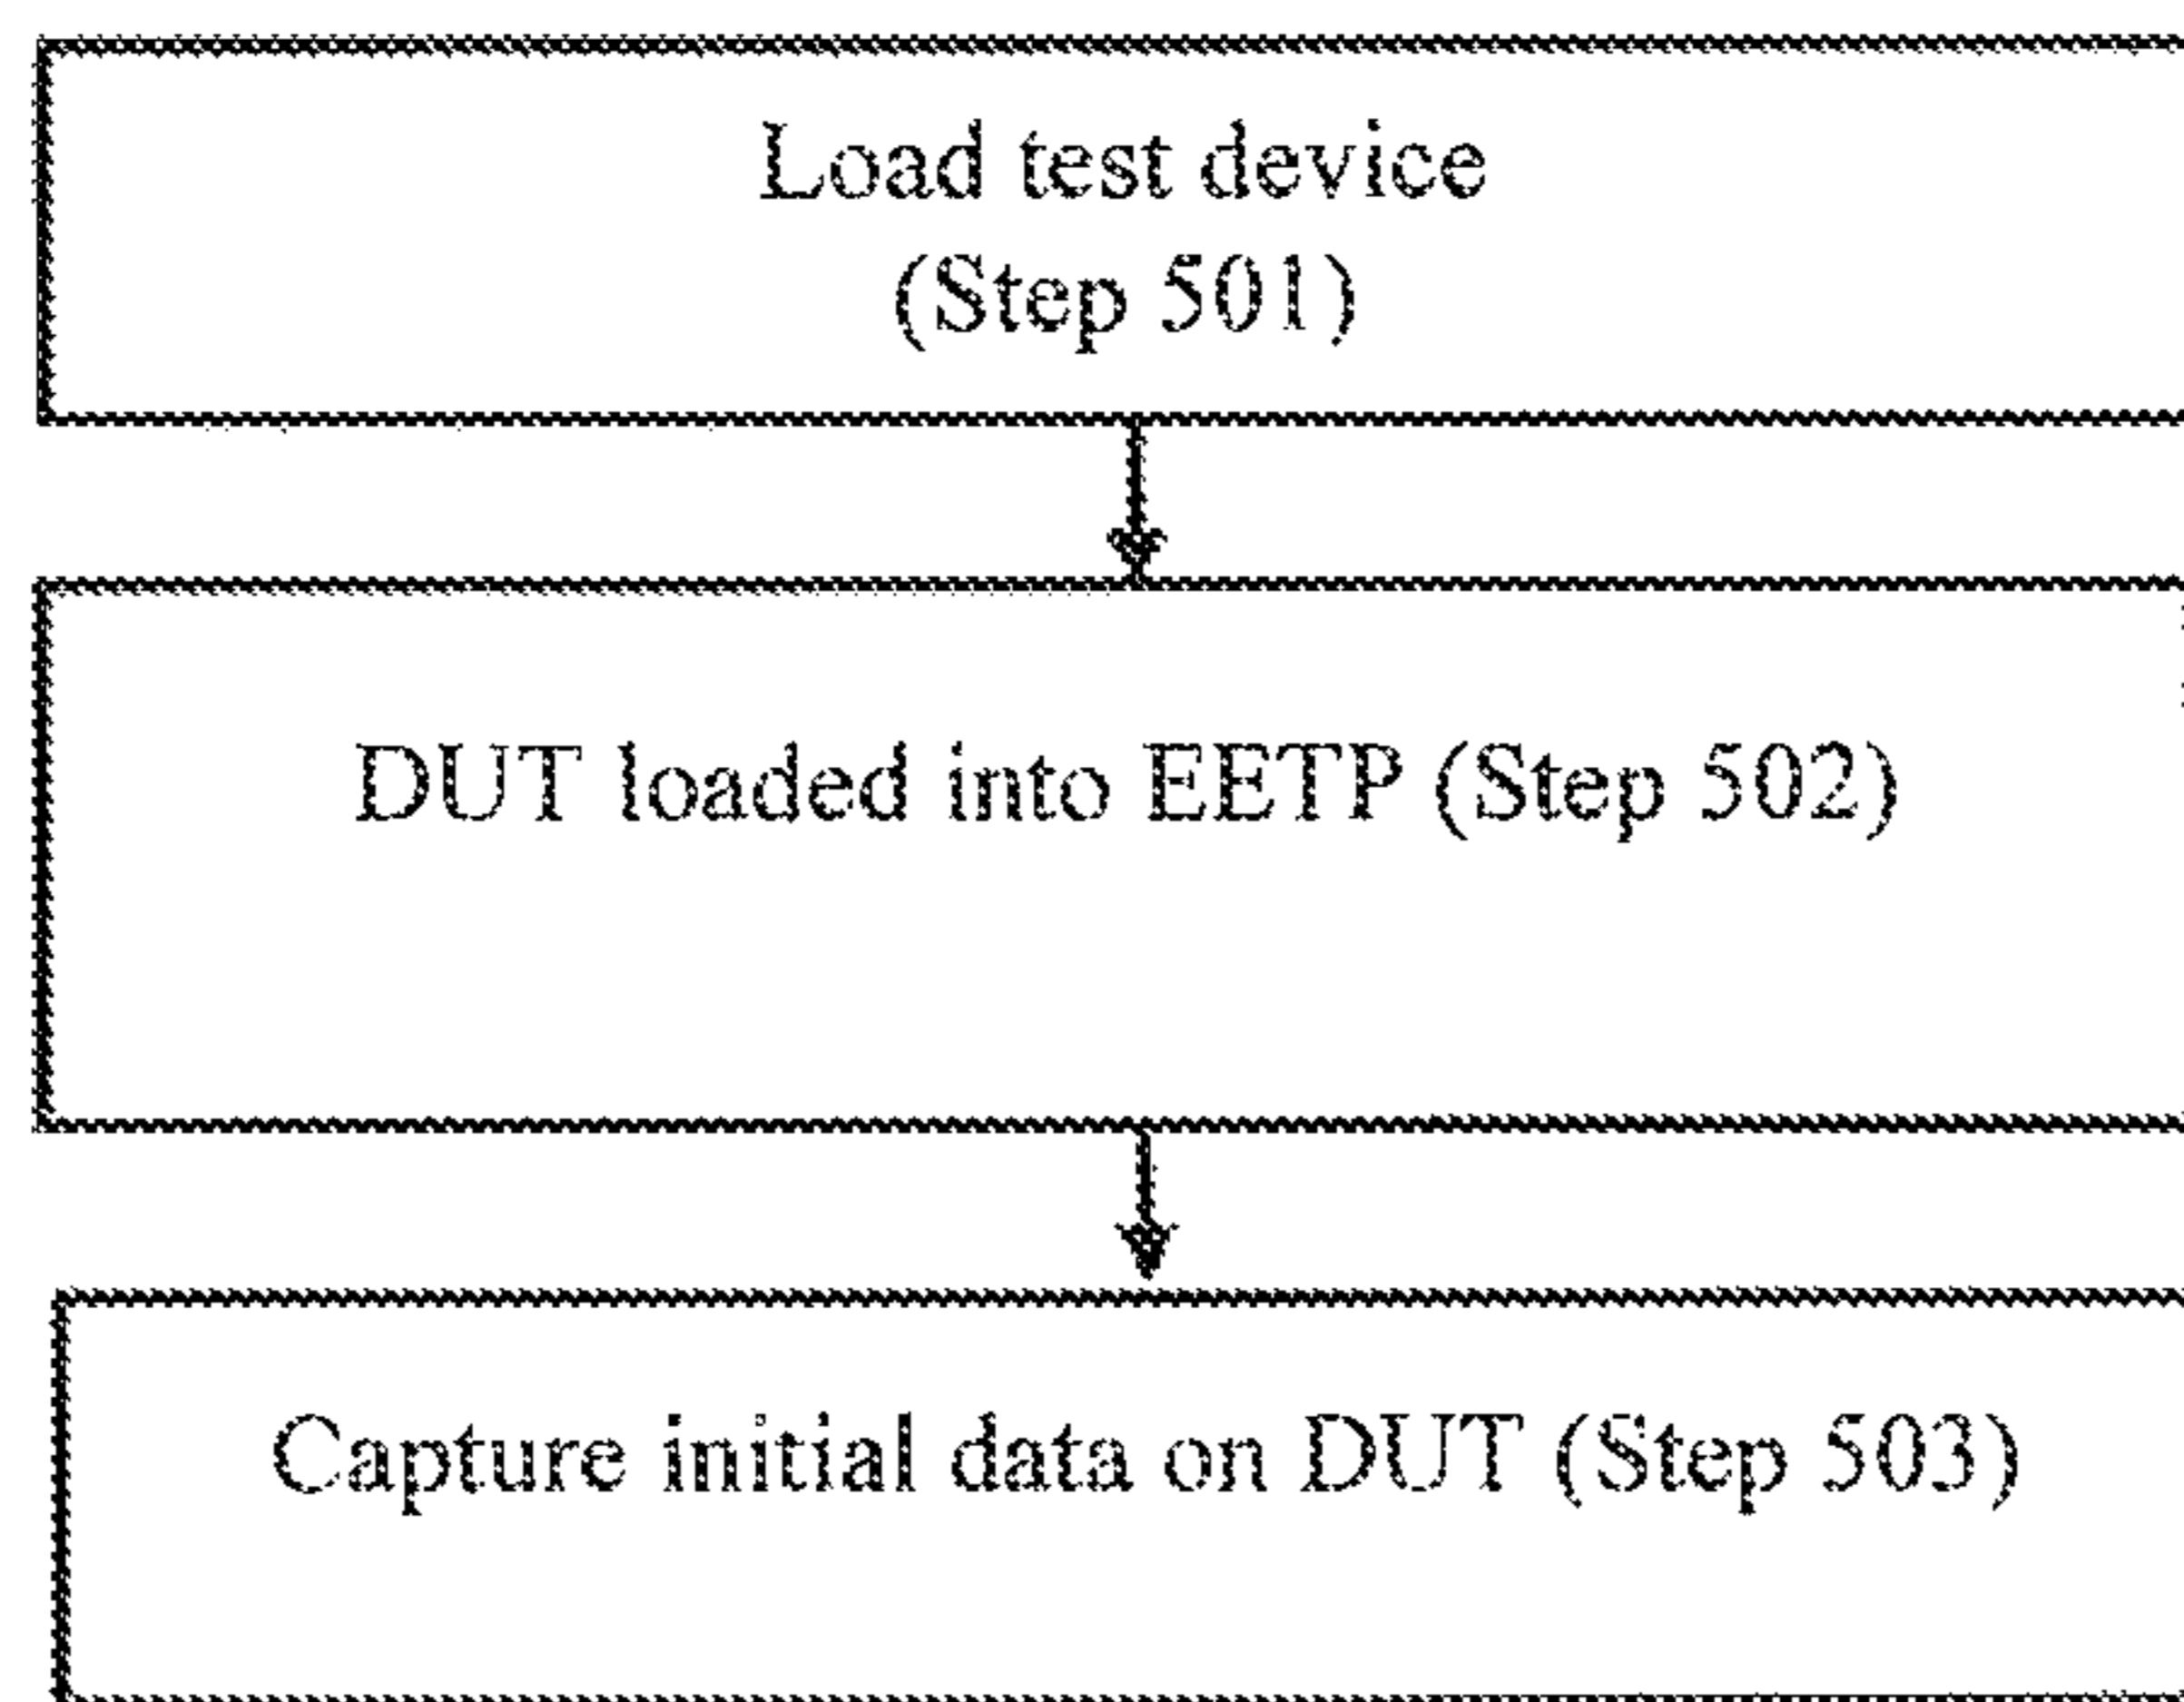 Load test device
(Step 501)
DUT loaded into EETP (Step 502)
Capture initial data on DUT (Step 503)